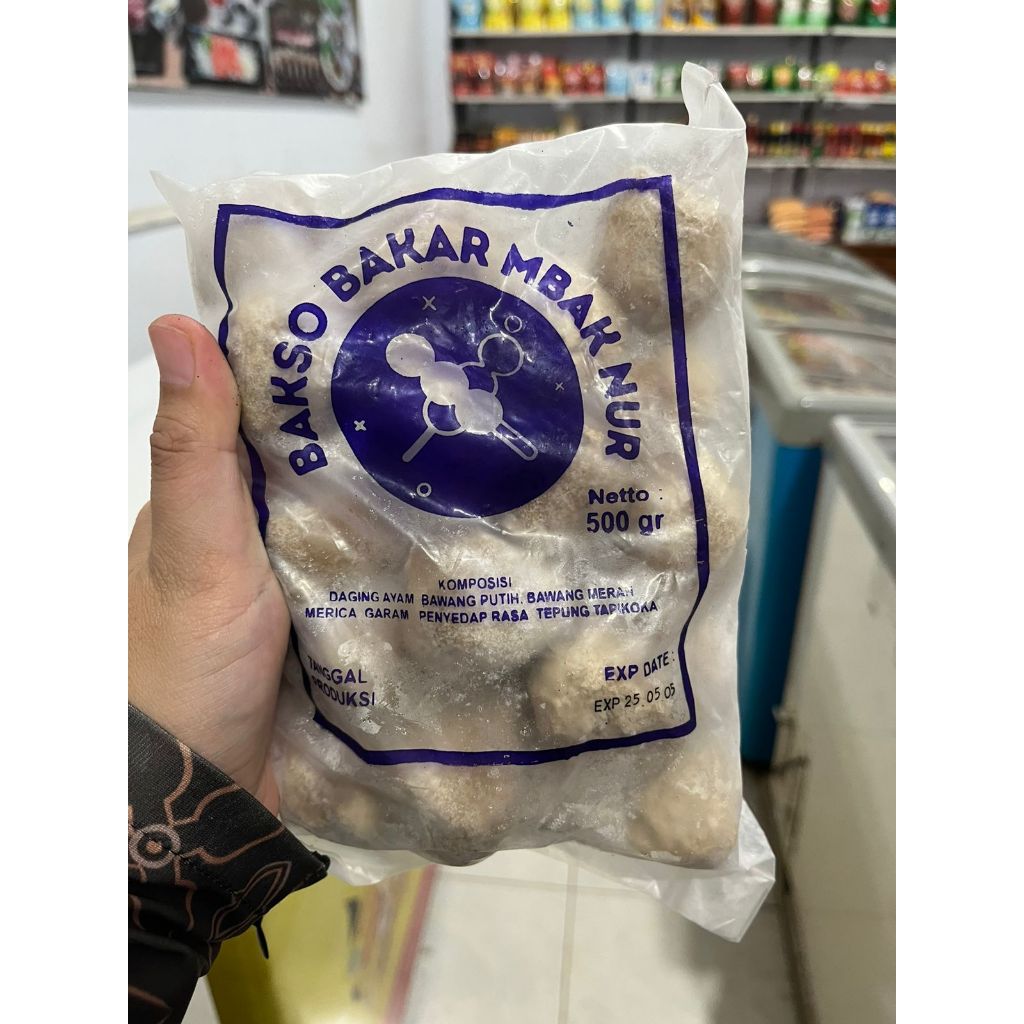 BAKSO BAKAR MBAK NUR
Netto :
500 gr
KOMPOSISI
DAGING AYAM BAWANG PUTIH, BAWANG MERAH
MERICA GARAM PENYEDAP RASA TEPUNG TAPIKOKA
TANGGAL
PRODUKSI
EXP DATE :
EXP 25 05 05